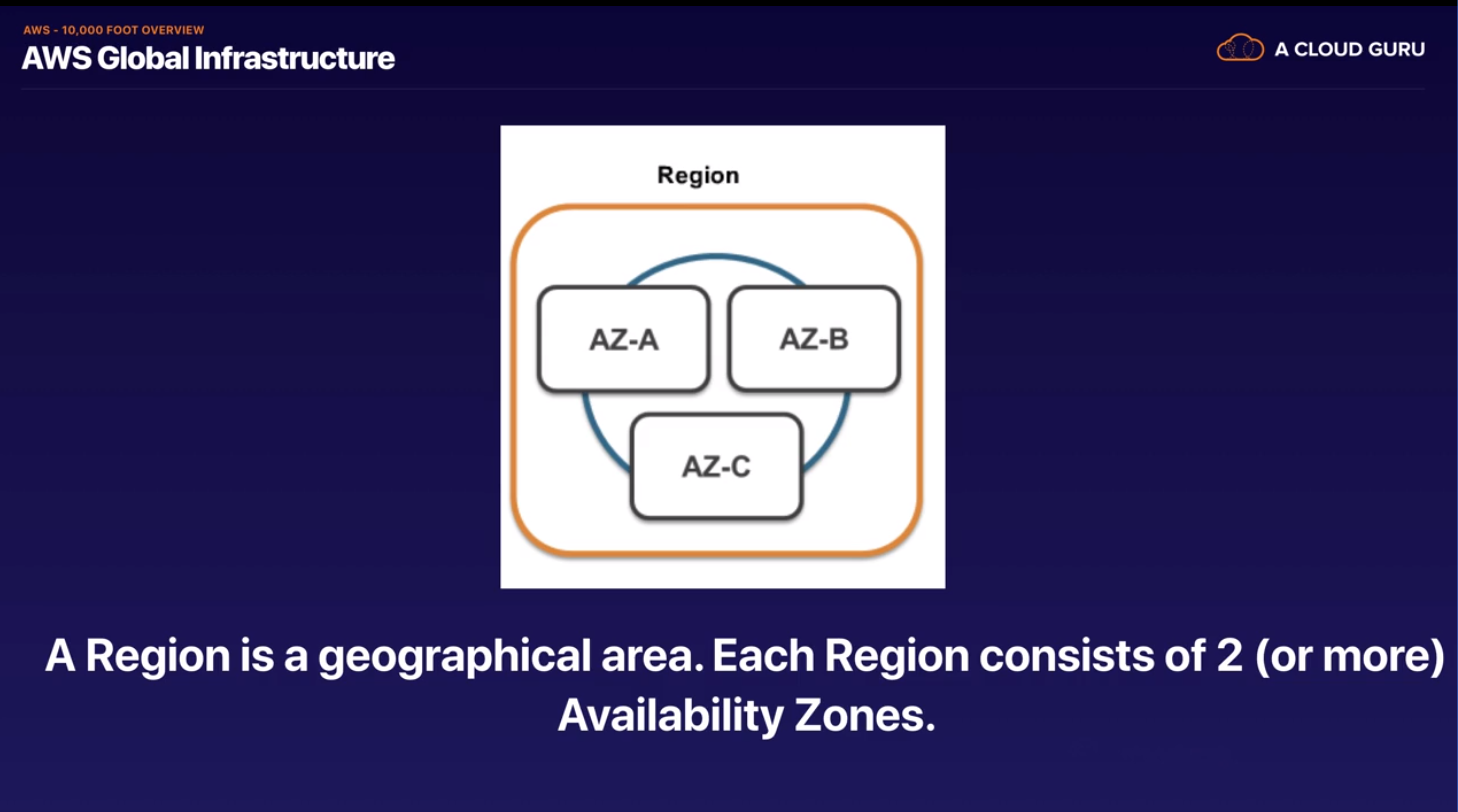 AWS - 10,000 FOOT OVERVIEW
AWS Global Infrastructure
A CLOUD GURU
Region
AZ-A
AZ-B
AZ-C
A Region is a geographical area. Each Region consists of 2 (or more)
Availability Zones.